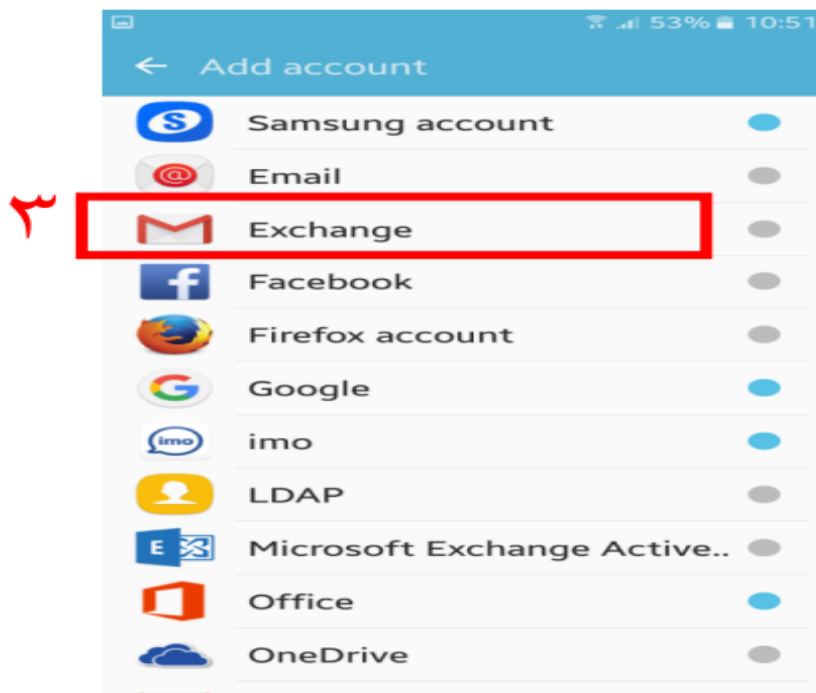 53% 10:51
Add account
Samsung account
Email
٣
Exchange
Facebook
Firefox account
Google
imo
imo
LDAP
Microsoft Exchange Active..
Office
OneDrive